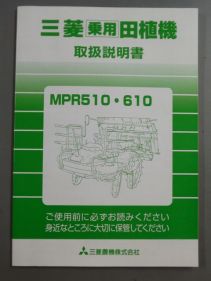 三菱乗用田植機
取扱説明書
MPR510・610
ご使用前に必ずお読みください
身近なところに大切に保管してください
三菱農機株式会社